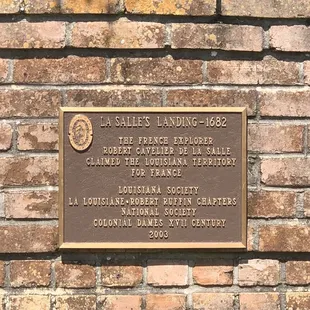 LA SALLE'S LANDING - 1682
THE FRENCH EXPLORER
ROBERT CAVELIER DE LA SALLE
CLAIMED THE LOUISIANA TERRITORY
FOR FRANCE
LOUISIANA SOCIETY
LA LOUISIANE • ROBERT RUFFIN CHAPTERS
NATIONAL SOCIETY
COLONIAL DAMES XVII CENTURY
2003